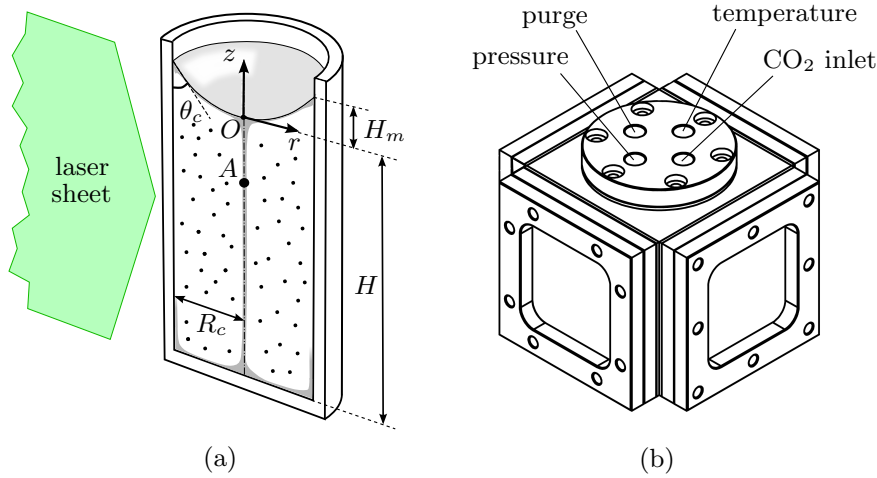 laser
sheet
z
θc
O
r
Hm
A
H
Rc
(a)
purge
temperature
pressure
CO2 inlet
(b)